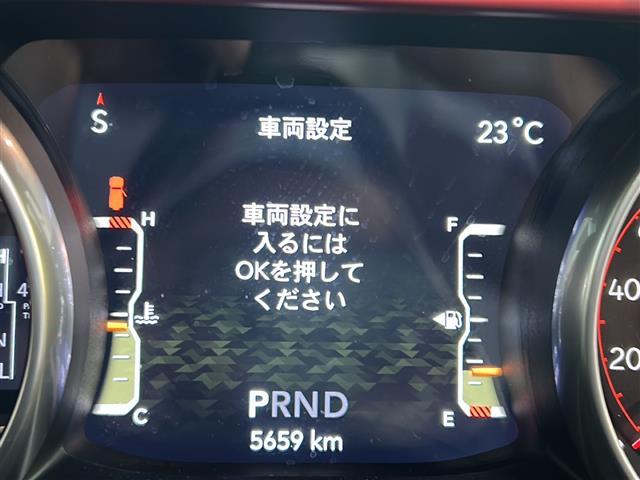 S
車両設定
23°C
H
F
車両設定に
入るには
OKを押して
ください
C
E
PRND
5659 km
40
20
4
N
L